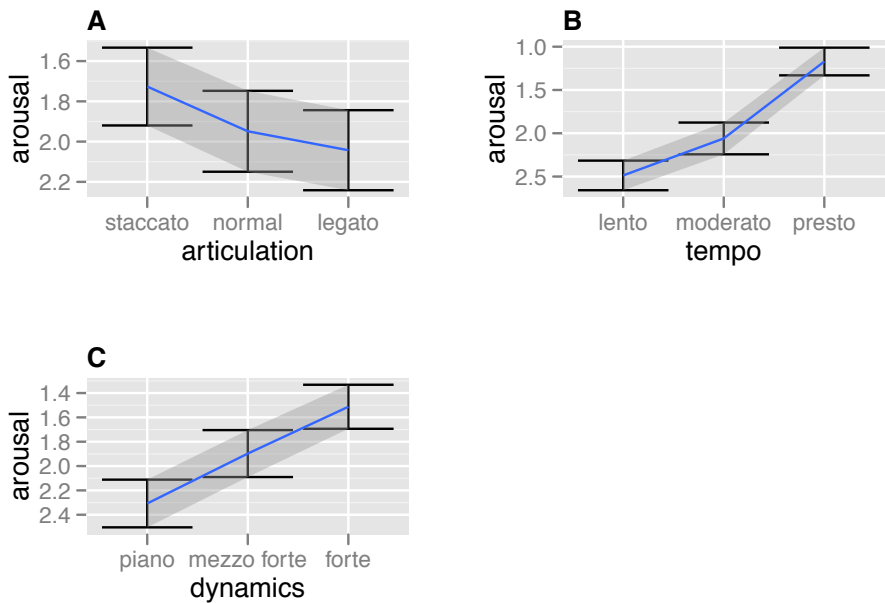 A
arousal
1.6
1.8
2.0
2.2
staccato normal legato
articulation
B
arousal
1.0
1.5
2.0
2.5
lento moderato presto
tempo
C
arousal
1.4
1.6
1.8
2.0
2.2
2.4
piano mezzo forte forte
dynamics